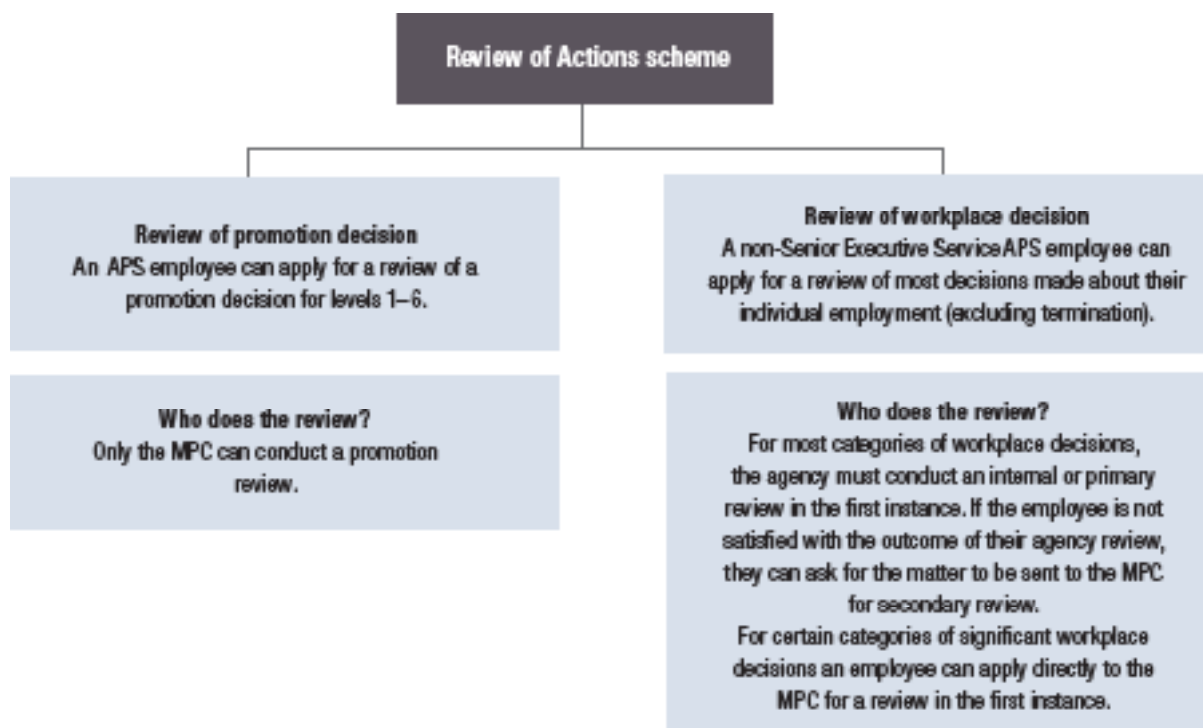 Review of Actions scheme
Review of promotion decision
An APS employee can apply for a review of a
promotion decision for levels 1–6.
Who does the review?
Only the MPC can conduct a promotion
review.
Review of workplace decision
A non-Senior Executive Service APS employee can
apply for a review of most decisions made about their
individual employment (excluding termination).
Who does the review?
For most categories of workplace decisions,
the agency must conduct an internal or primary
review in the first instance. If the employee is not
satisfied with the outcome of their agency review,
they can ask for the matter to be sent to the MPC
for secondary review.
For certain categories of significant workplace
decisions an employee can apply directly to the
MPC for a review in the first instance.